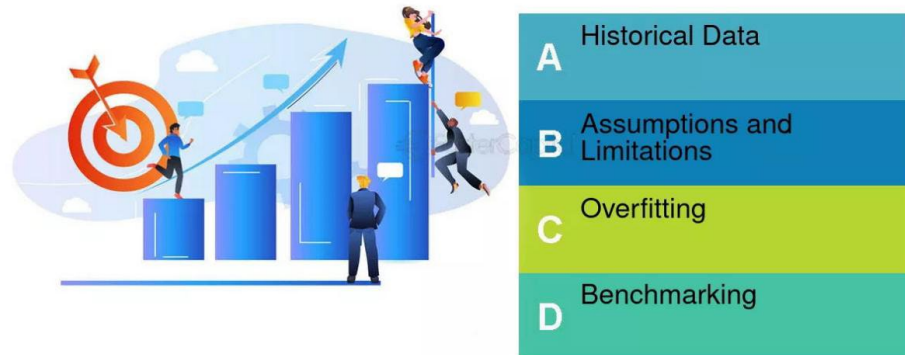 A
Historical Data
B
Assumptions and
Limitations
C
Overfitting
D
Benchmarking